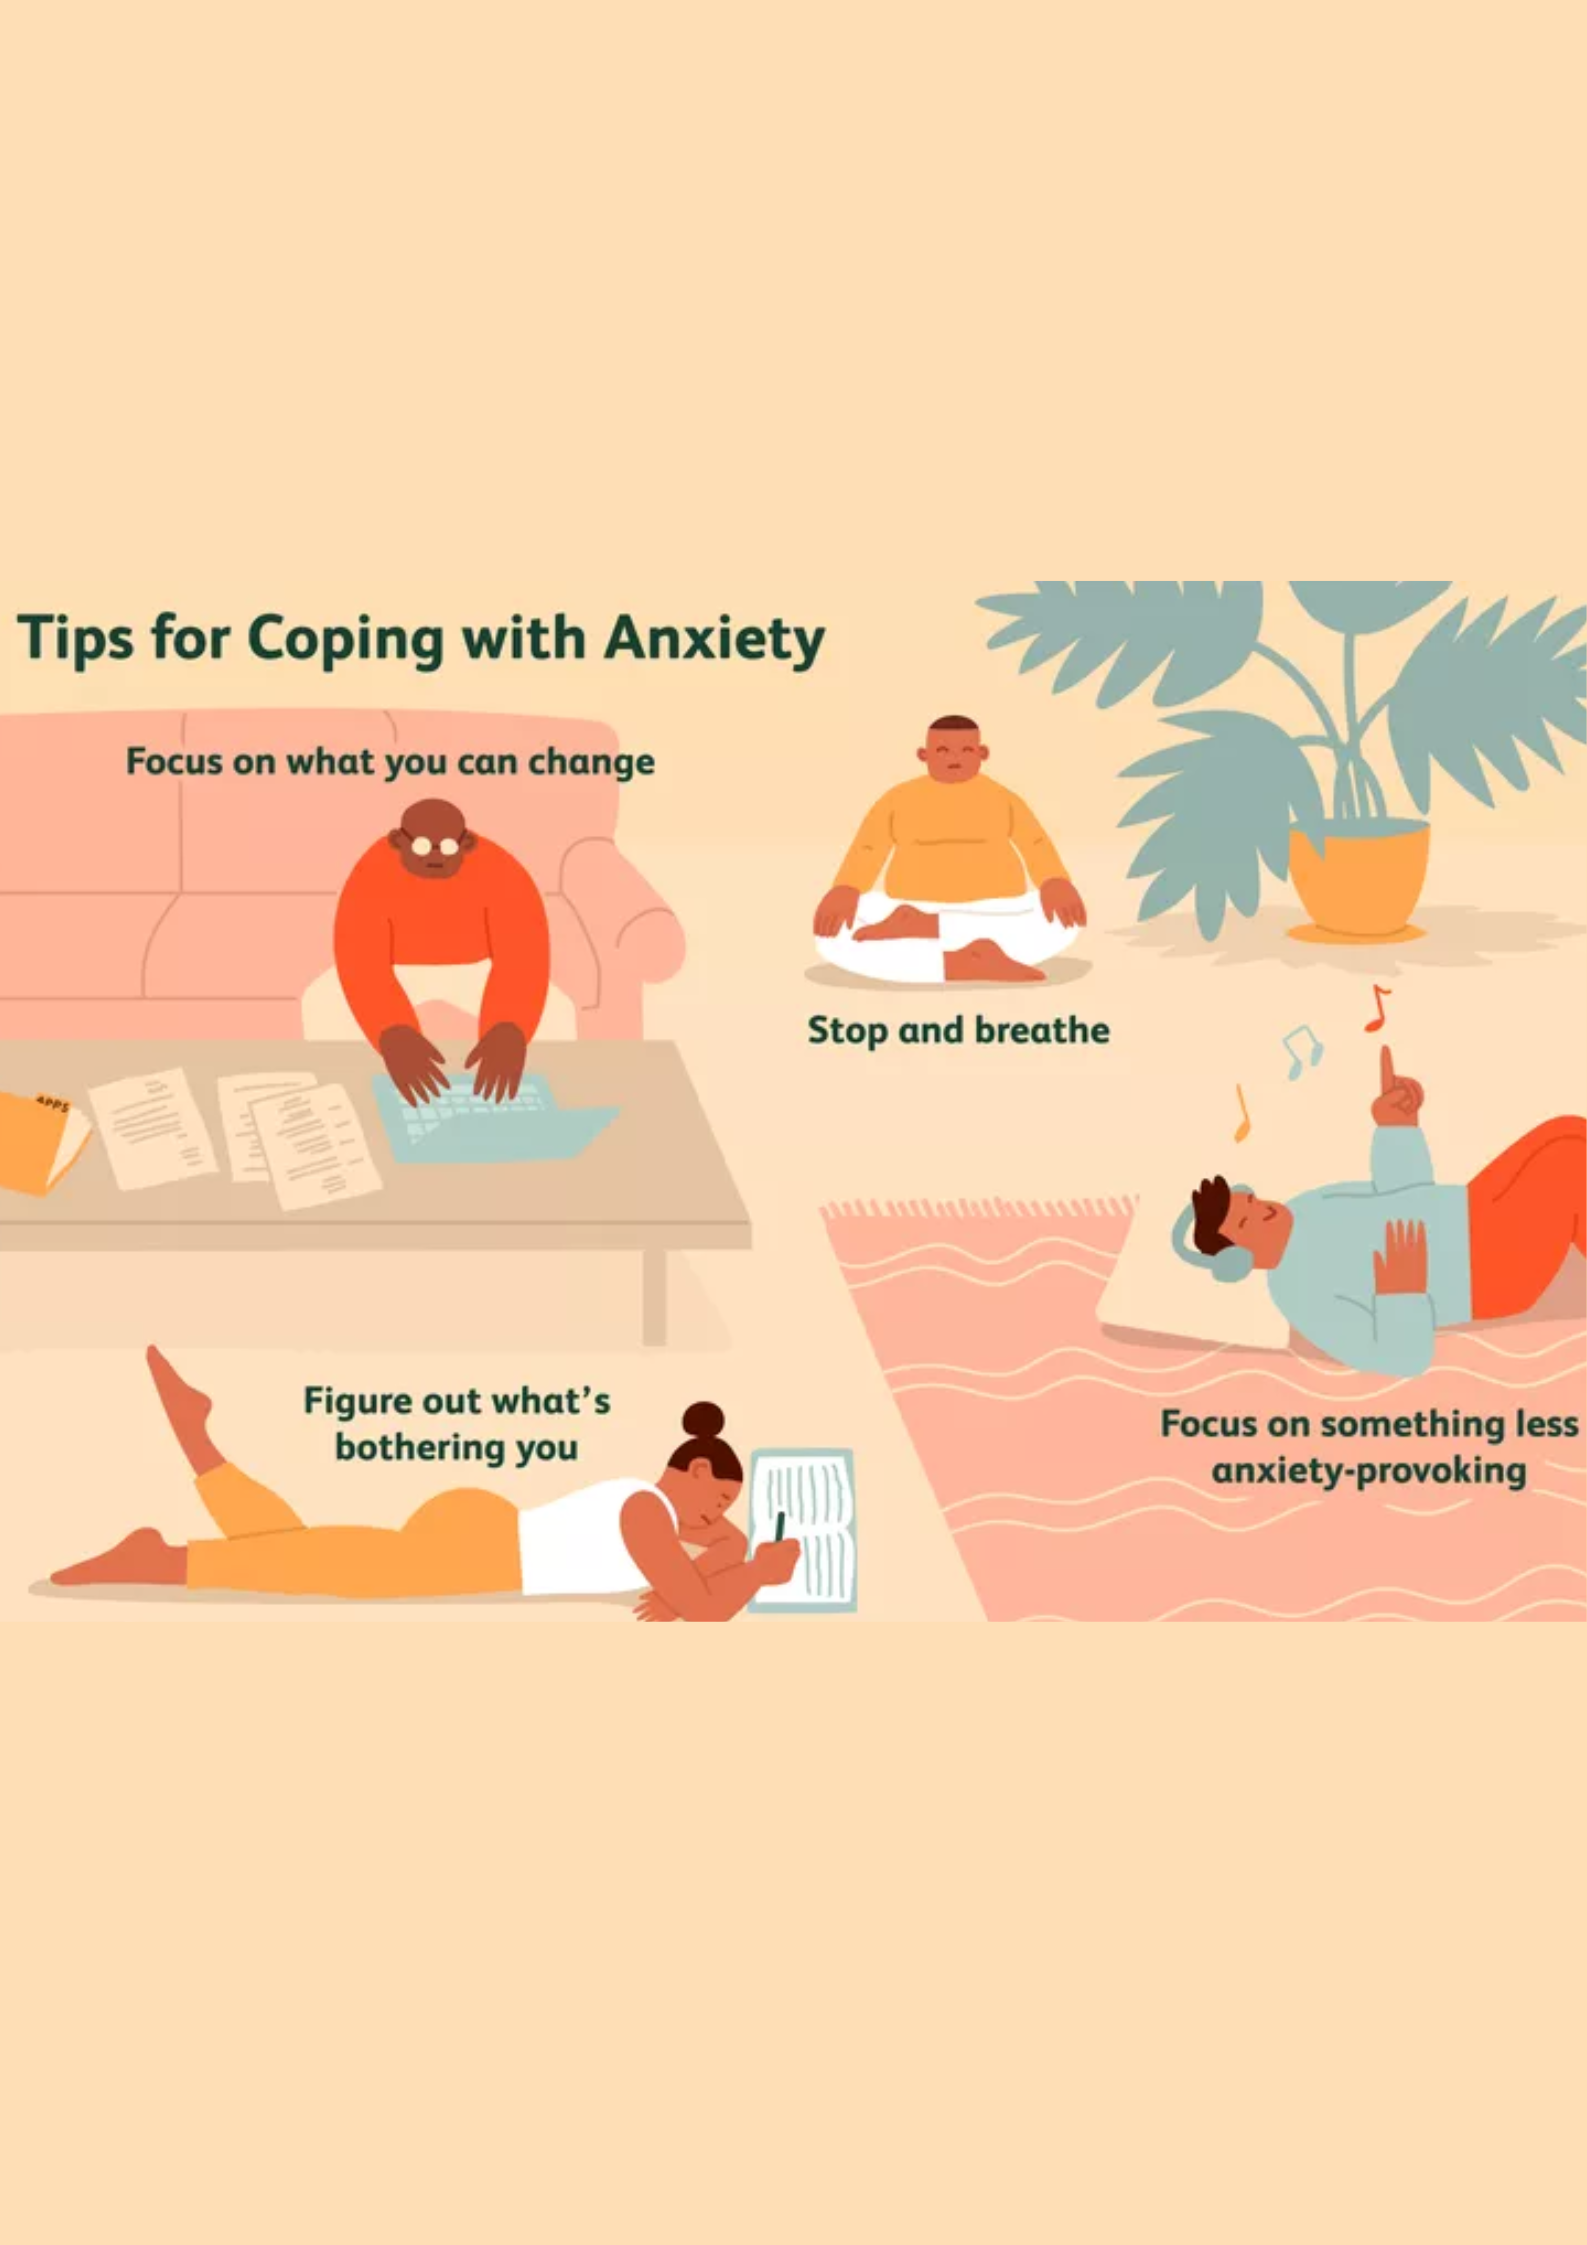 Tips for Coping with Anxiety
Focus on what you can change
Stop and breathe
APPS
Figure out what's
bothering you
Focus on something less
anxiety-provoking